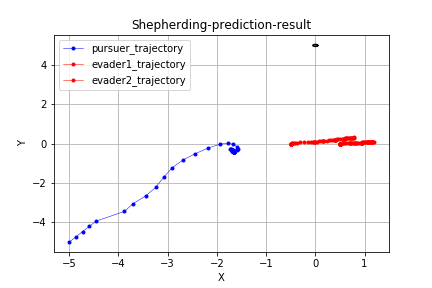 Shepherding-prediction-result
pursuer_trajectory
evader1_trajectory
evader2_trajectory
4
2
0
−2
−4
Y
−5 −4 −3 −2 −1 0 1
X